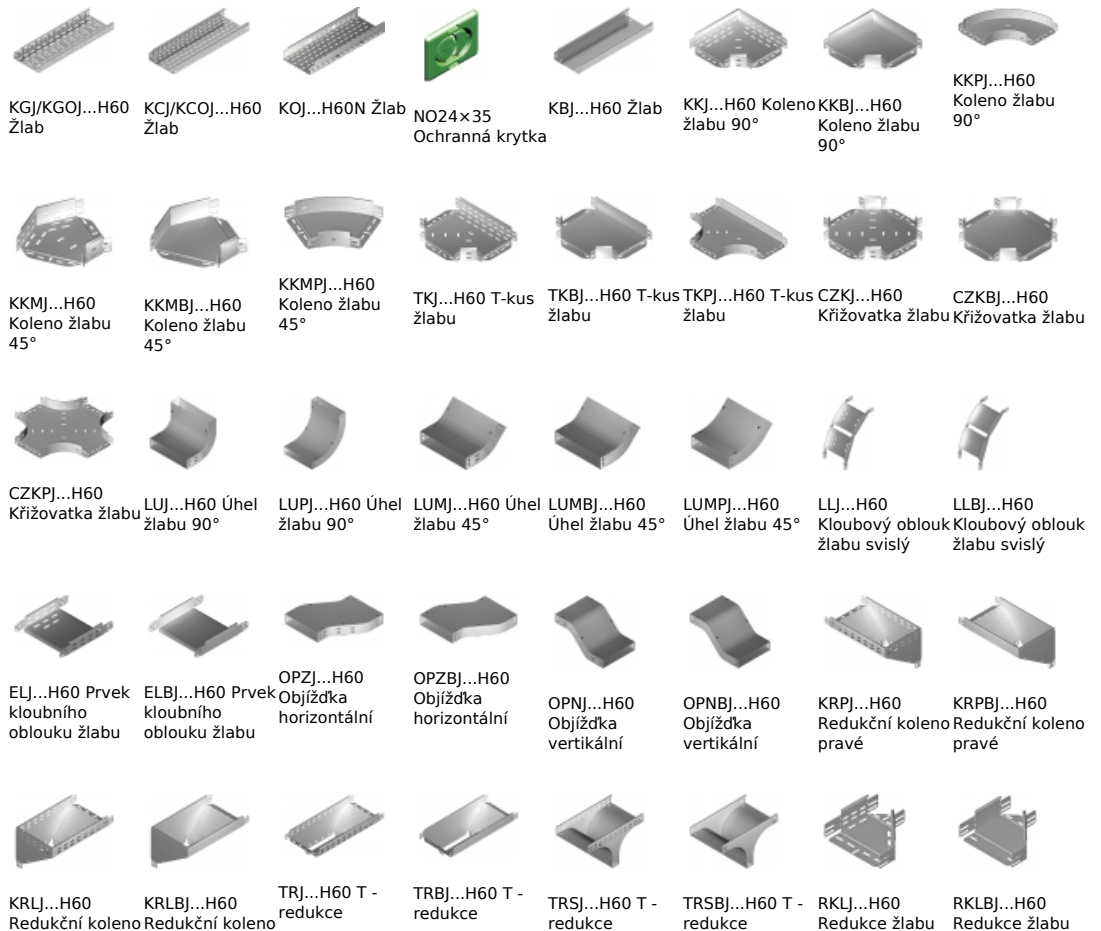 KGJ/KGOJ...H60
Žlab
KCJ/KCOJ...H60
Žlab
KOJ...H60N Žlab
NO24×35
Ochranná krytka
KBJ...H60 Žlab
KKJ...H60 Koleno
žlabu 90°
KKBJ...H60
Koleno žlabu
90°
KKPJ...H60
Koleno žlabu
90°
KKMJ...H60
Koleno žlabu
45°
KKMBJ...H60
Koleno žlabu
45°
KKMPJ...H60
Koleno žlabu
45°
TKJ...H60 T-kus
žlabu
TKBJ...H60 T-kus
žlabu
TKPJ...H60 T-kus
žlabu
CZKJ...H60
Křižovatka žlabu
CZKBJ...H60
Křižovatka žlabu
CZKPJ...H60
Křižovatka žlabu
LUJ...H60 Úhel
žlabu 90°
LUPJ...H60 Úhel
žlabu 90°
LUMJ...H60 Úhel
žlabu 45°
LUMBJ...H60
Úhel žlabu 45°
LUMPJ...H60
Úhel žlabu 45°
LLJ...H60
Kloubový oblouk
žlabu svislý
LLBJ...H60
Kloubový oblouk
žlabu svislý
ELJ...H60 Prvek
kloubního
oblouku žlabu
ELBJ...H60 Prvek
kloubního
oblouku žlabu
OPZJ...H60
Objížďka
horizontální
OPZBJ...H60
Objížďka
horizontální
OPNJ...H60
Objížďka
vertikální
OPNBJ...H60
Objížďka
vertikální
KRPJ...H60
Redukční koleno
pravé
KRPBJ...H60
Redukční koleno
pravé
KRLJ...H60
Redukční koleno
KRLBJ...H60
Redukční koleno
TRJ...H60 T -
redukce
TRBJ...H60 T -
redukce
TRSJ...H60 T -
redukce
TRSBJ...H60 T -
redukce
RKLJ...H60
Redukce žlabu
RKLBJ...H60
Redukce žlabu